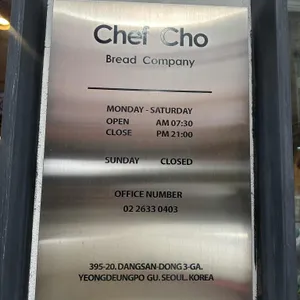 Chef Cho
Bread Company
MONDAY - SATURDAY
OPEN AM 07:30
CLOSE PM 21:00
SUNDAY CLOSED
OFFICE NUMBER
02 2633 0403
395-20. DANGSAN-DONG 3-GA.
YEONGDEUNGPO GU. SEOUL. KOREA